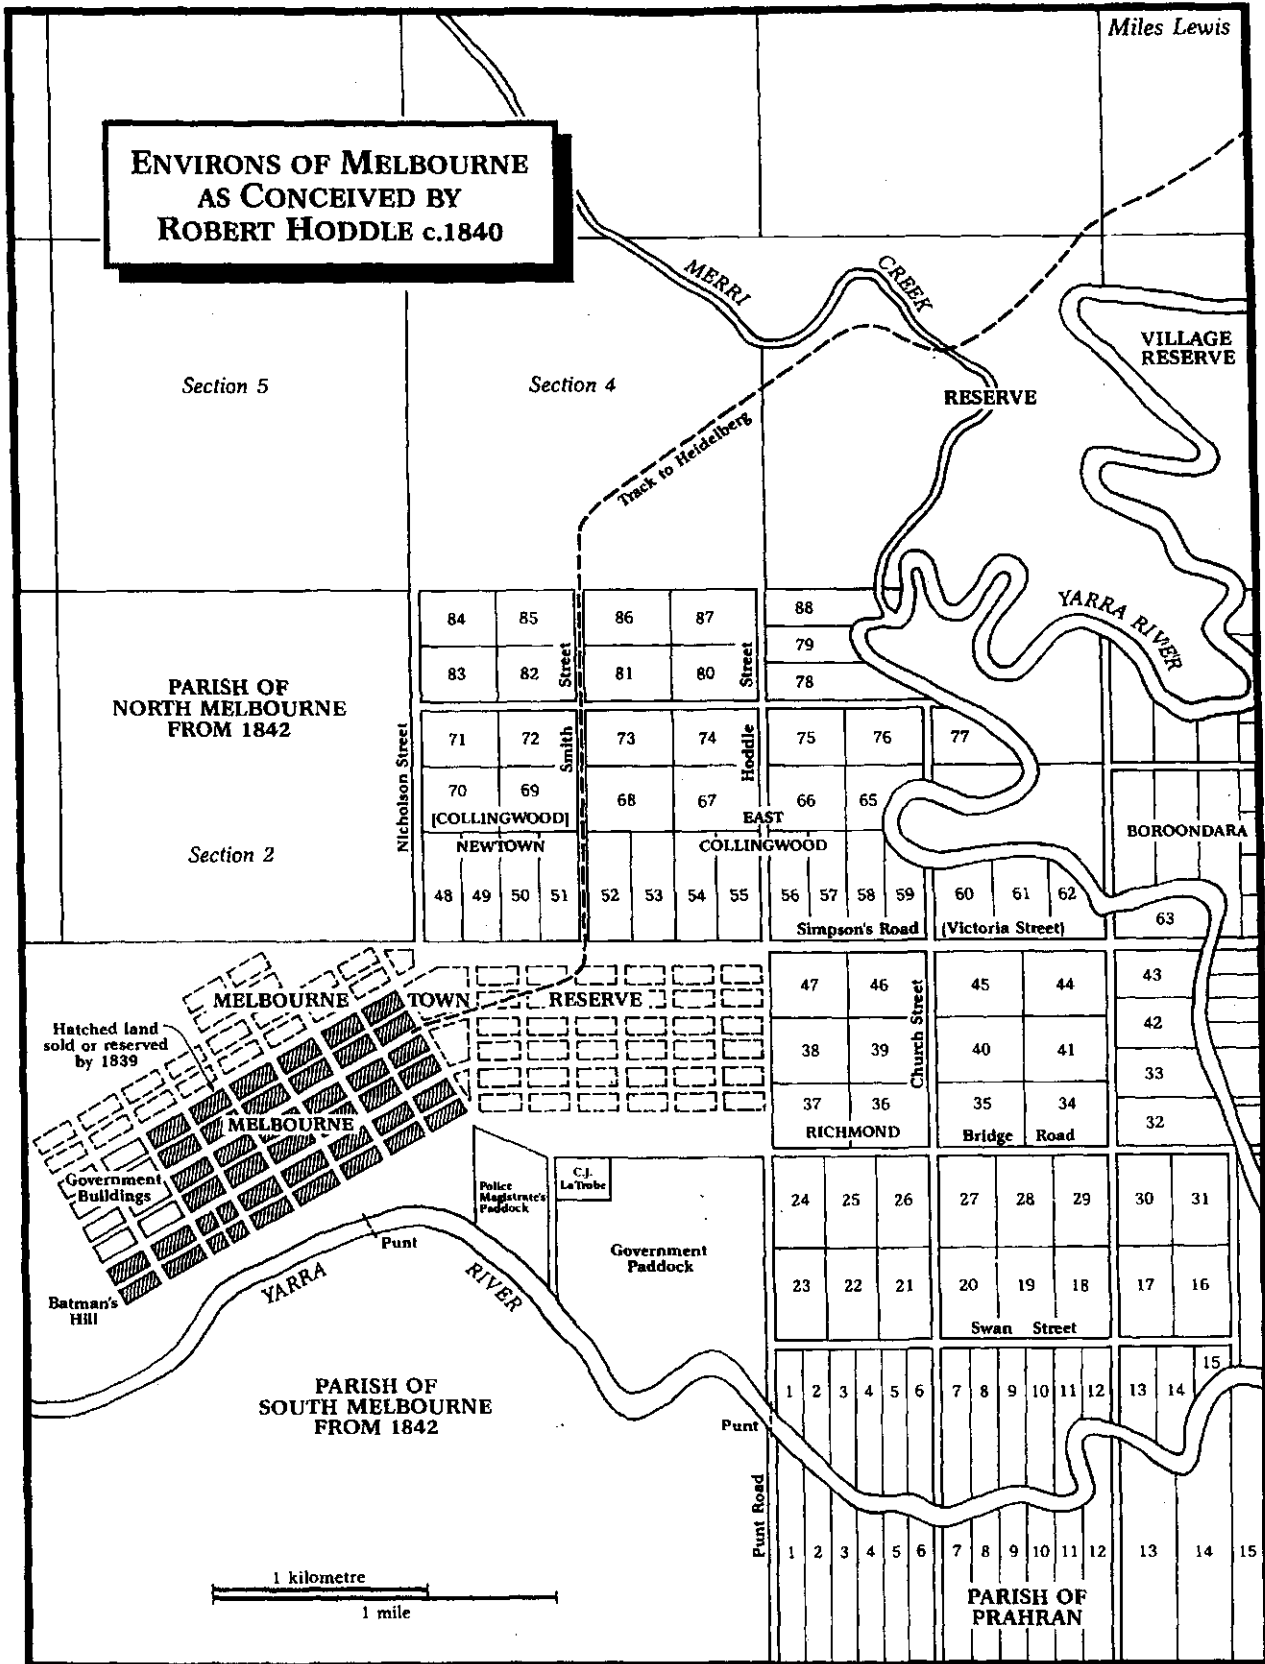 Miles Lewis
ENVIRONS OF MELBOURNE
AS CONCEIVED BY
ROBERT HODDLE c.1840
MERRI
CREEK
VILLAGE
RESERVE
Section 5
Section 4
RESERVE
Track to Heidelberg
YARRA RIVER
84 85 86 87 88
79
83 82 81 80 78
Street
Street
PARISH OF
NORTH MELBOURNE
FROM 1842
71 72 73 74 75 76 77
Nicholson Street
Smith
Hoddle
70 69 68 67 66 65
[COLLINGWOOD]
EAST
BOROONDARA
NEWTOWN
COLLINGWOOD
Section 2
48 49 50 51 52 53 54 55 56 57 58 59 60 61 62
63
Simpson's Road
(Victoria Street)
MELBOURNE TOWN RESERVE
47 46 45 44 43
Hatched land
sold or reserved
by 1839
42
Church Street
38 39 40 41
33
37 36 35 34
32
MELBOURNE
RICHMOND
Bridge Road
Government
Buildings
Police
Magistrate's
Paddock
C.J.
LaTrobe
24 25 26 27 28 29 30 31
Punt
Government
Paddock
YARRA
RIVER
23 22 21 20 19 18 17 16
Batman's
Hill
Swan Street
15
PARISH OF
SOUTH MELBOURNE
FROM 1842
1 2 3 4 5 6 7 8 9 10 11 12 13 14
Punt
Punt Road
1 2 3 4 5 6 7 8 9 10 11 12 13 14 15
1 kilometre
1 mile
PARISH OF
PRAHRAN